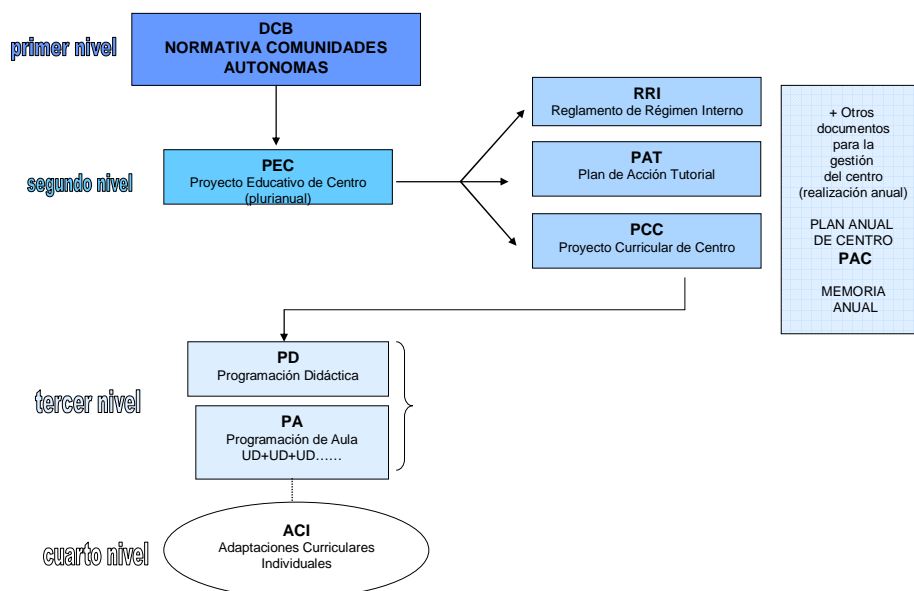 primer nivel
DCB
NORMATIVA COMUNIDADES
AUTONOMAS
RRI
Reglamento de Régimen Interno
+ Otros
documentos
para la
gestión
del centro
(realización anual)
PLAN ANUAL
DE CENTRO
PAC
MEMORIA
ANUAL
segundo nivel
PEC
Proyecto Educativo de Centro
(plurianual)
PAT
Plan de Acción Tutorial
PCC
Proyecto Curricular de Centro
tercer nivel
PD
Programación Didáctica
PA
Programación de Aula
UD+UD+UD……
cuarto nivel
ACI
Adaptaciones Curriculares
Individuales